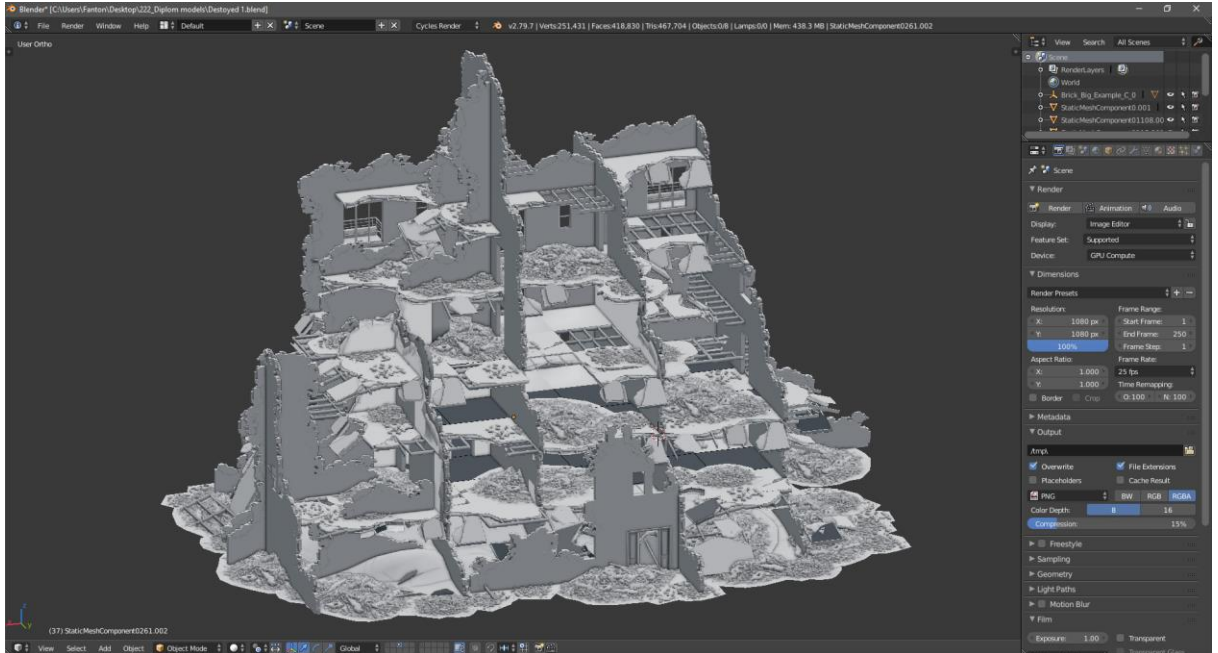 Blender* [C:\Users\Fanton\Desktop\222_Diplom models\Destoyed 1.blend]
File Render Window Help Default Scene Cycles Render v2.79.7 | Verts:251,431 | Faces:418,830 | Tris:467,704 | Objects:0/8 | Lamps:0/0 | Mem: 438.3 MB | StaticMeshComponent0261.002
User Ortho
View Search All Scenes
Scene
RenderLayers
World
Brick_Big_Example_C_0
StaticMeshComponent0.001
StaticMeshComponent01108.00
Scene
Render
Render Animation Audio
Display: Image Editor
Feature Set: Supported
Device: GPU Compute
Dimensions
Render Presets
Resolution: Frame Range:
X: 1080 px Start Frame: 1
Y: 1080 px End Frame: 250
100% Frame Step: 1
Aspect Ratio: Frame Rate:
X: 1.000 25 fps
Y: 1.000 Time Remapping:
Border Crop O: 100 N: 100
Metadata
Output
/tmp\
Overwrite File Extensions
Placeholders Cache Result
PNG BW RGB RGBA
Color Depth: 8 16
Compression: 15%
Freestyle
Sampling
Geometry
Light Paths
Motion Blur
Film
Exposure: 1.00 Transparent
z
x y
(37) StaticMeshComponent0261.002
View Select Add Object Object Mode Global